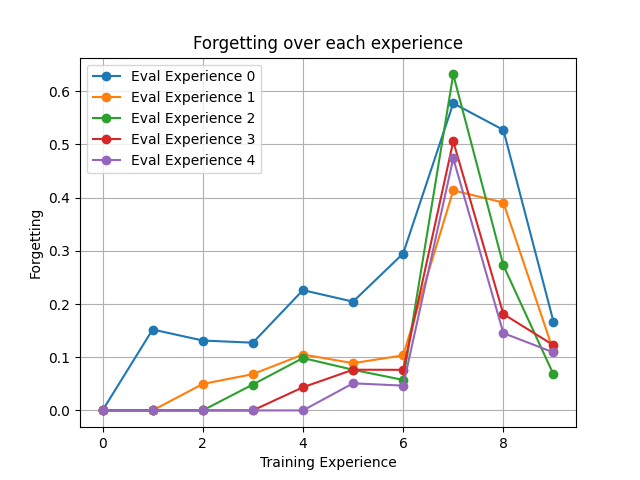 Forgetting over each experience
Eval Experience 0
Eval Experience 1
Eval Experience 2
Eval Experience 3
Eval Experience 4
0.6
0.5
0.4
0.3
0.2
0.1
0.0
Forgetting
0 2 4 6 8
Training Experience